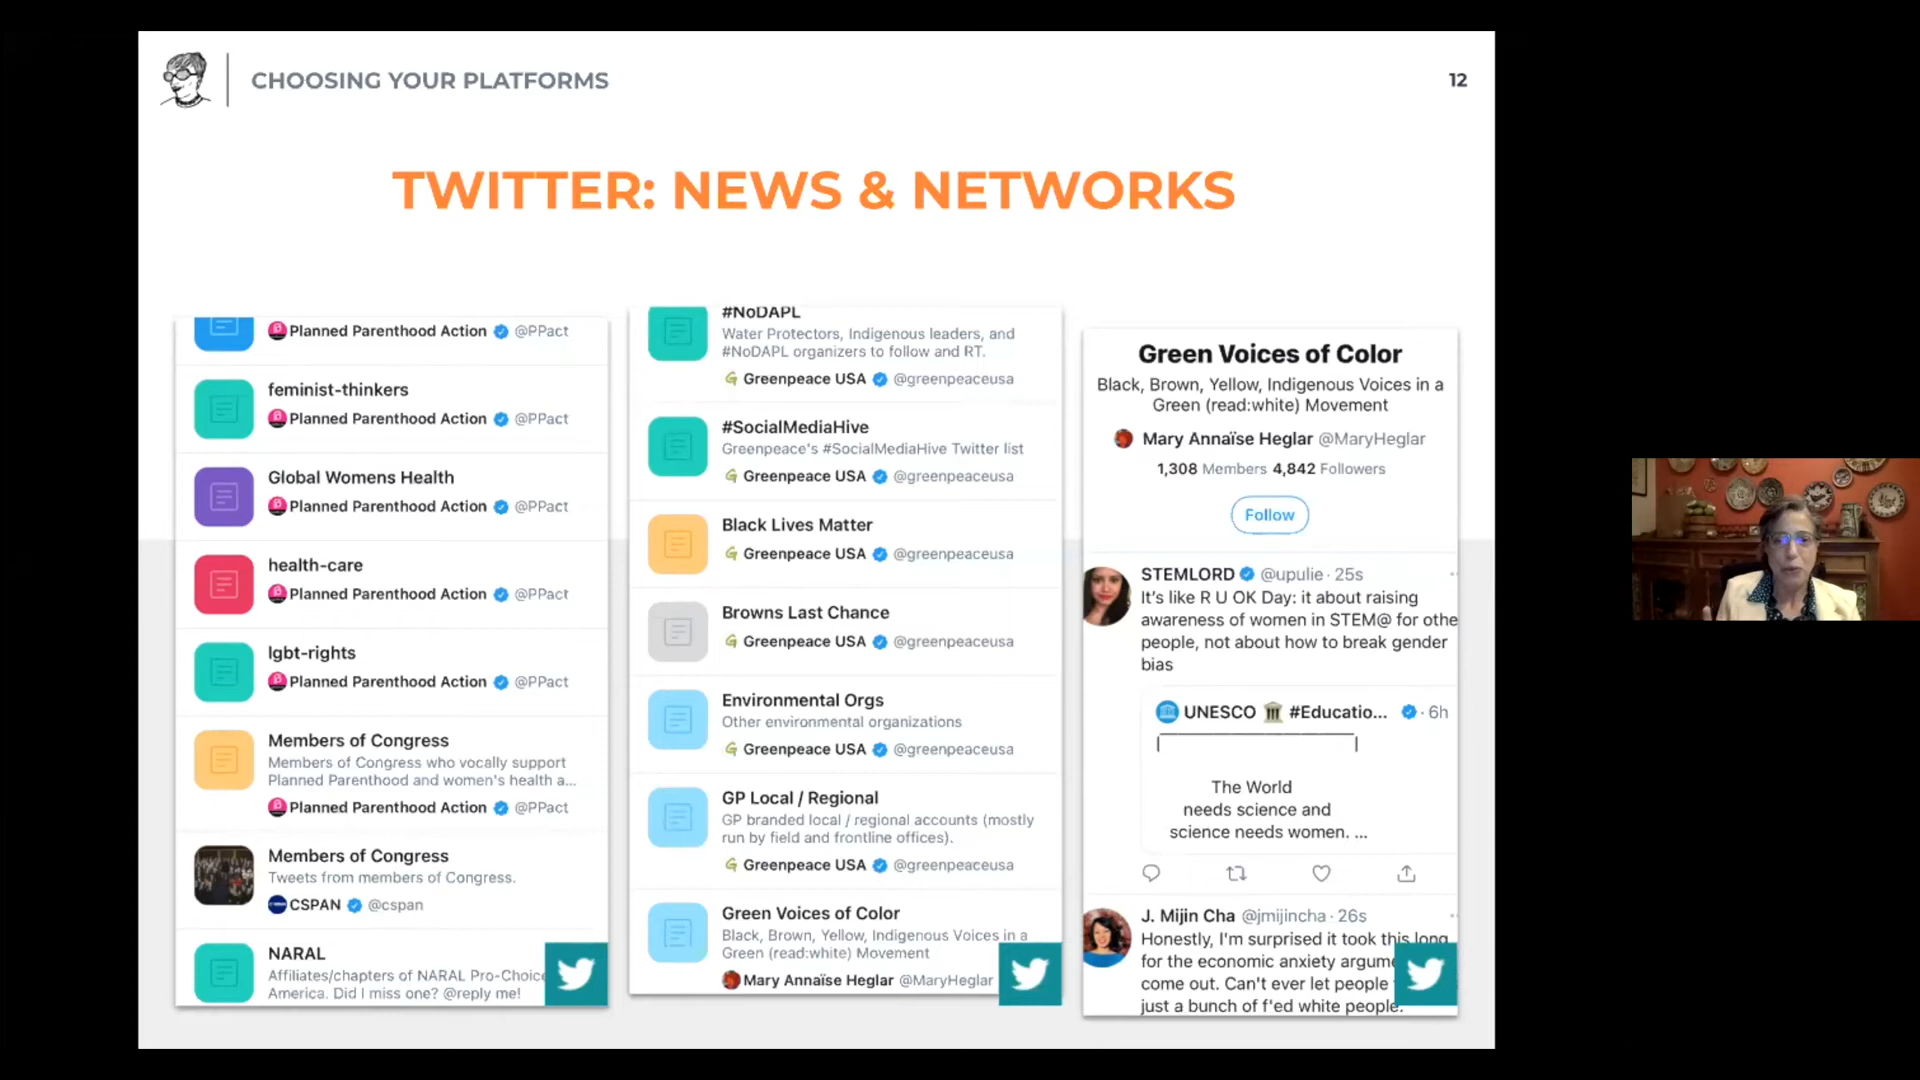 CHOOSING YOUR PLATFORMS
12
TWITTER: NEWS & NETWORKS
Planned Parenthood Action @PPact
feminist-thinkers
Planned Parenthood Action @PPact
Global Womens Health
Planned Parenthood Action @PPact
health-care
Planned Parenthood Action @PPact
lgbt-rights
Planned Parenthood Action @PPact
Members of Congress
Members of Congress who vocally support
Planned Parenthood and women's health a...
Planned Parenthood Action @PPact
Members of Congress
Tweets from members of Congress.
CSPAN @cspan
NARAL
Affiliates/chapters of NARAL Pro-Choice
America. Did I miss one? @reply me!
#NoDAPL
Water Protectors, Indigenous leaders, and
#NoDAPL organizers to follow and RT.
Greenpeace USA @greenpeaceusa
#SocialMediaHive
Greenpeace's #SocialMediaHive Twitter list
Greenpeace USA @greenpeaceusa
Black Lives Matter
Greenpeace USA @greenpeaceusa
Browns Last Chance
Greenpeace USA @greenpeaceusa
Environmental Orgs
Other environmental organizations
Greenpeace USA @greenpeaceusa
GP Local / Regional
GP branded local / regional accounts (mostly
run by field and frontline offices).
Greenpeace USA @greenpeaceusa
Green Voices of Color
Black, Brown, Yellow, Indigenous Voices in a
Green (read:white) Movement
Mary Annaïse Heglar @MaryHeglar
Green Voices of Color
Black, Brown, Yellow, Indigenous Voices in a
Green (read:white) Movement
Mary Annaïse Heglar @MaryHeglar
1,308 Members 4,842 Followers
Follow
STEMLORD @upulie · 25s
It's like R U OK Day: it about raising
awareness of women in STEM@ for othe
people, not about how to break gender
bias
UNESCO #Educatio... · 6h
The World
needs science and
science needs women. ...
J. Mijin Cha @jmijincha · 26s
Honestly, I'm surprised it took this long
for the economic anxiety argume
come out. Can't ever let people
just a bunch of f'ed white people.